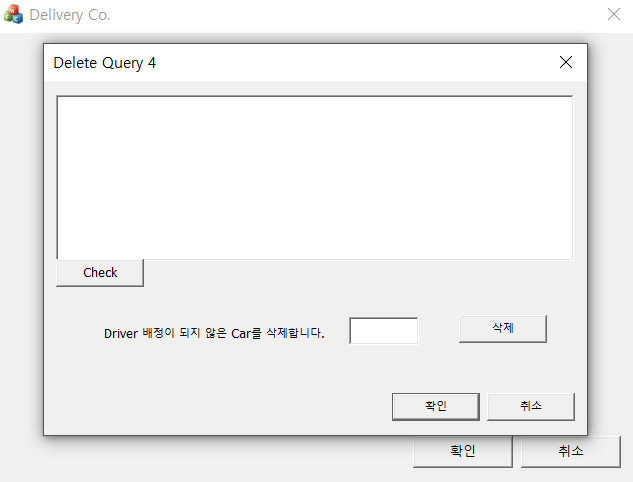 Delivery Co.
Delete Query 4
Check
Driver 배정이 되지 않은 Car를 삭제합니다.
삭제
확인
취소
확인
취소